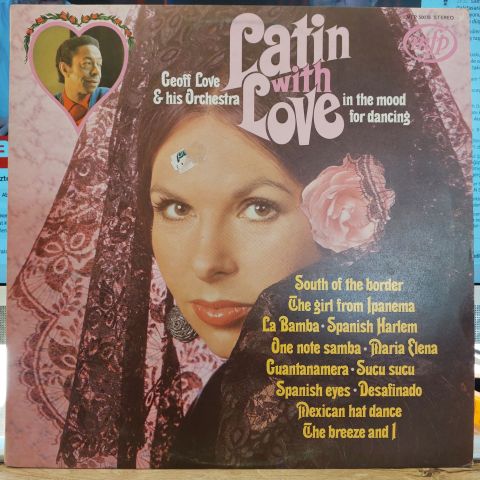 MFP 50015 STEREO
mfp
Latin
with
Love
Geoff Love
& his Orchestra
in the mood
for dancing
South of the border
The girl from Ipanema
La Bamba • Spanish Harlem
One note samba • Maria Elena
Guantanamera • Sucu sucu
Spanish eyes • Desafinado
Mexican hat dance
The breeze and I